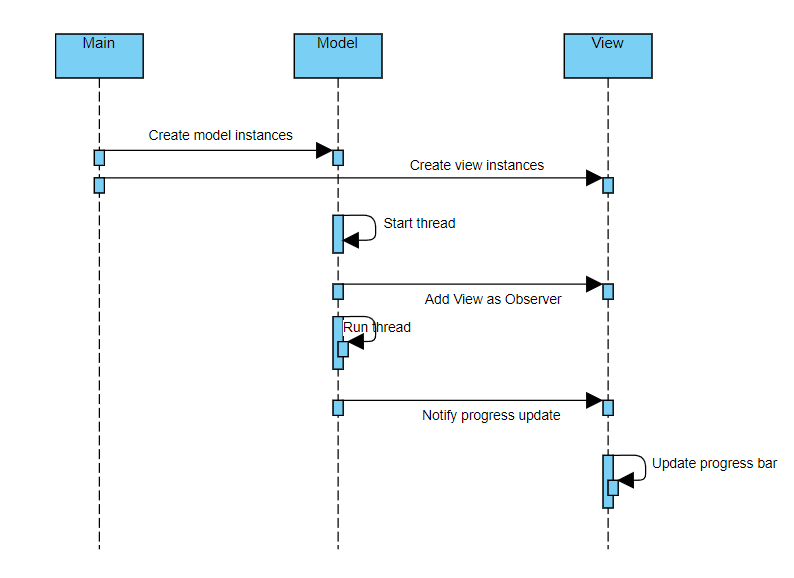 Main
Model
View
Create model instances
Create view instances
Start thread
Add View as Observer
Run thread
Notify progress update
Update progress bar